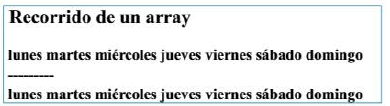 Recorrido de un array
lunes martes miércoles jueves viernes sábado domingo
---------
lunes martes miércoles jueves viernes sábado domingo